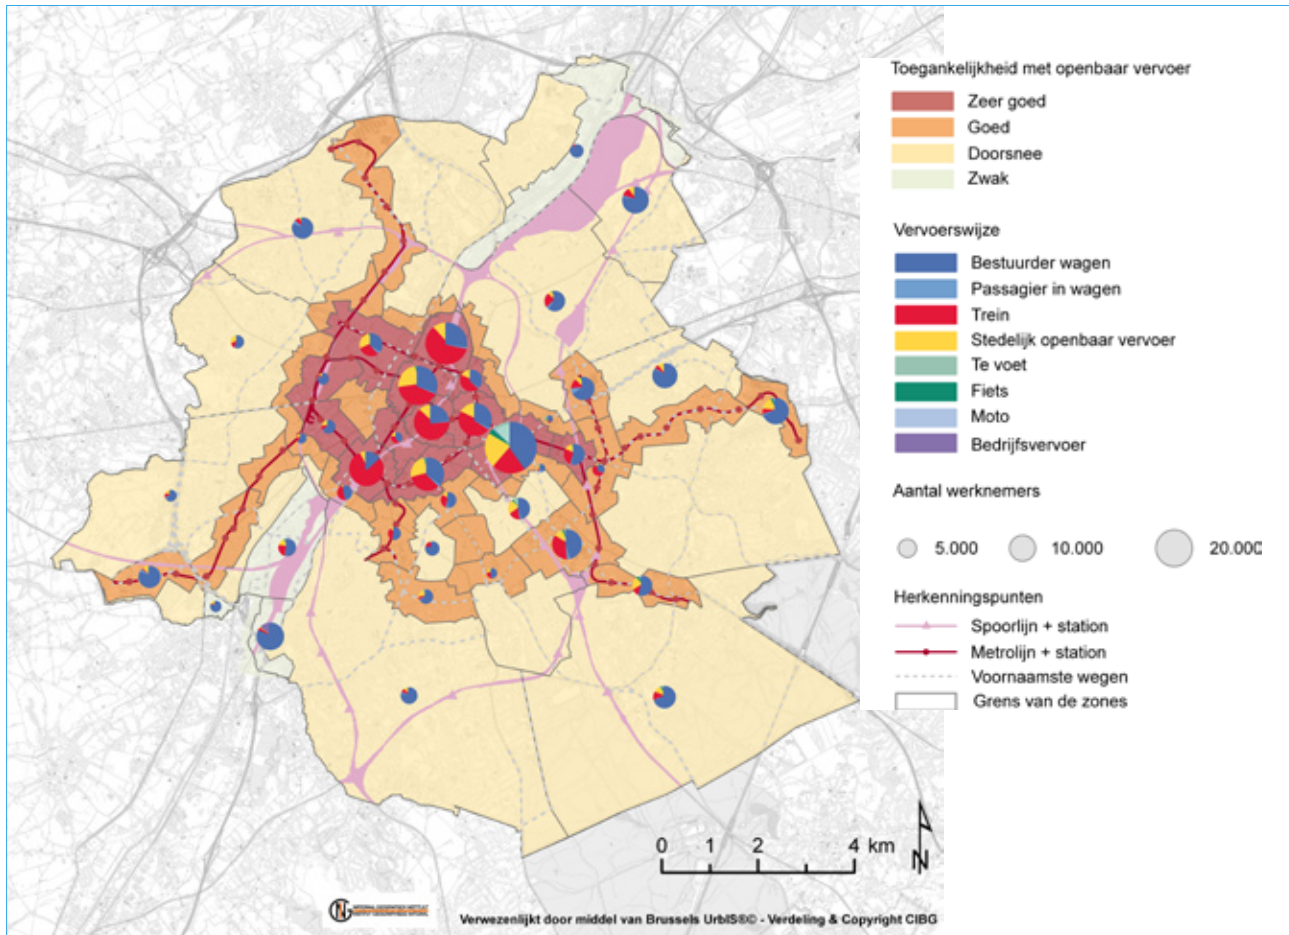 Toegankelijkheid met openbaar vervoer
Zeer goed
Goed
Doorsnee
Zwak
Vervoerswijze
Bestuurder wagen
Passagier in wagen
Trein
Stedelijk openbaar vervoer
Te voet
Fiets
Moto
Bedrijfsvervoer
Aantal werknemers
5.000
10.000
20.000
Herkenningspunten
Spoorlijn + station
Metrolijn + station
Voornaamste wegen
Grens van de zones
0 1 2 4 km
N
Verwezenlijkt door middel van Brussels UrbIS®© - Verdeling & Copyright CIBG